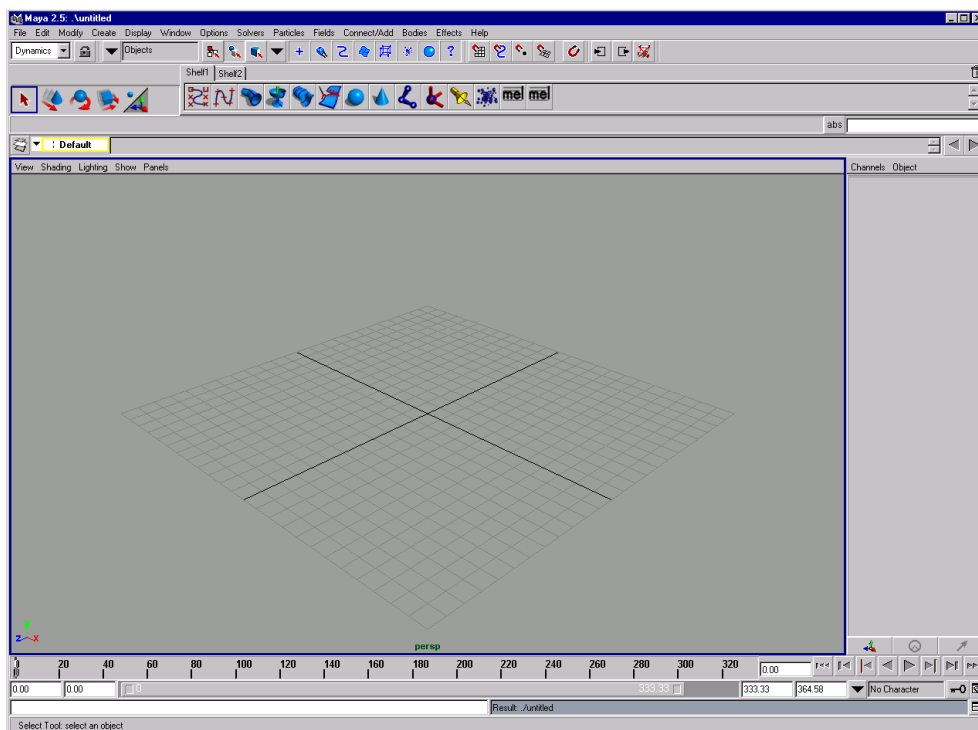 Maya 2.5: .\untitled
File Edit Modify Create Display Window Options Solvers Particles Fields Connect/Add Bodies Effects Help
Dynamics Objects
Shelf1 Shelf2
mel mel
abs
: Default
View Shading Lighting Show Panels
Channels Object
y
z x
persp
0 20 40 60 80 100 120 140 160 180 200 220 240 260 280 300 320 0.00
0.00 0.00 0 333.33 333.33 364.58 No Character
Result: ./untitled
Select Tool: select an object